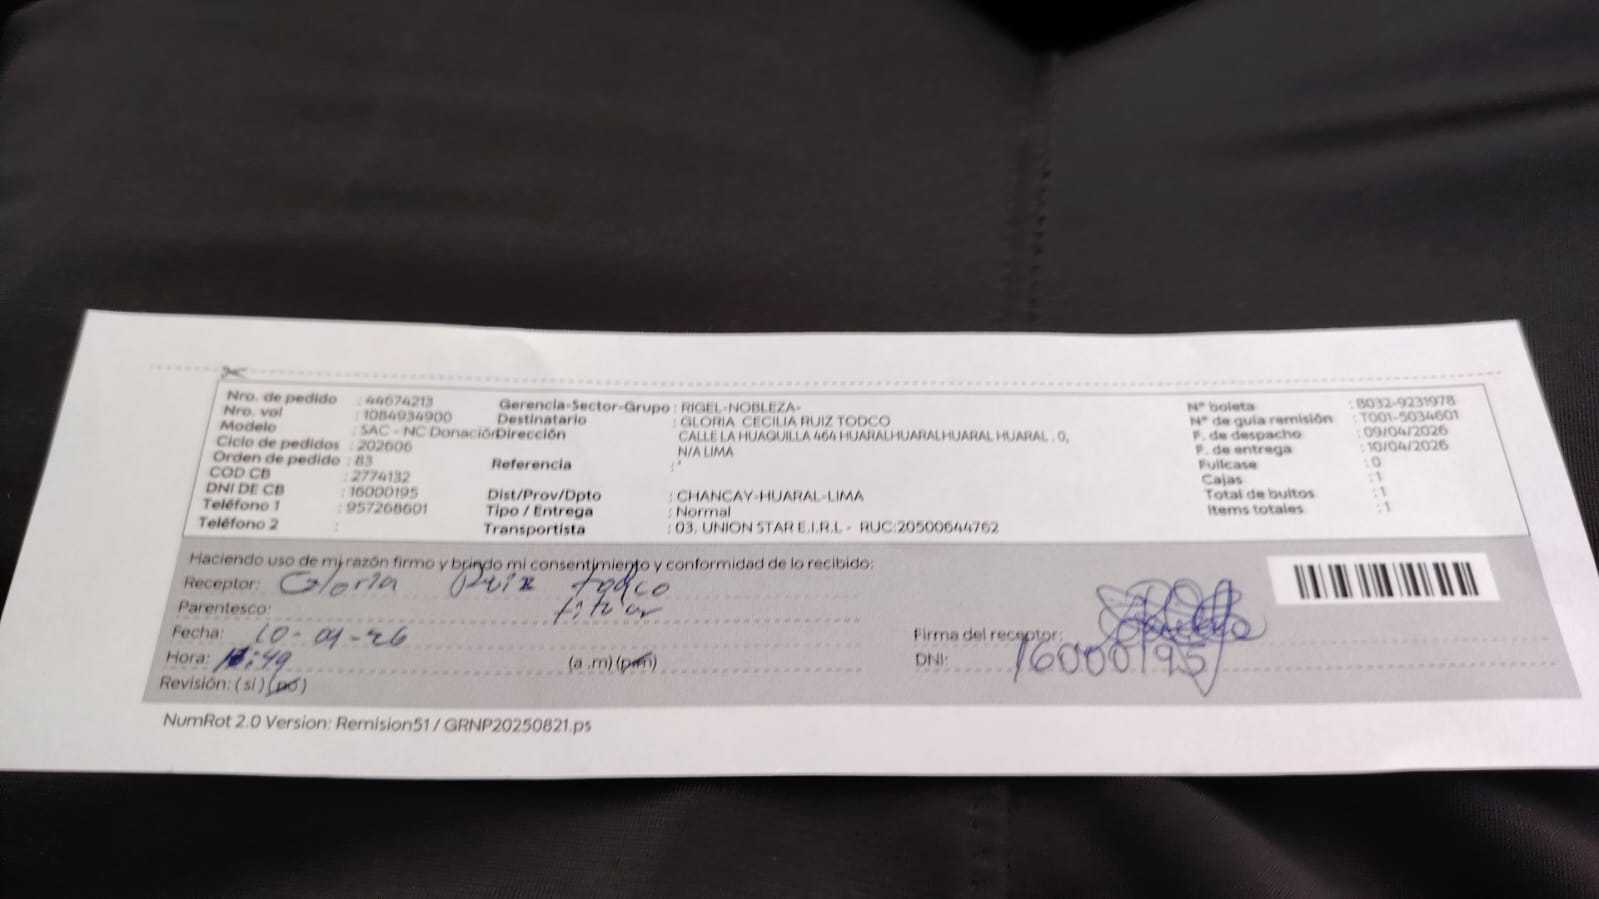 Nro. de pedido : 44674213
Nro. vol : 1084934900
Modelo : SAC - NC Donación
Ciclo de pedidos : 202606
Orden de pedido : 83
COD CB : 2774132
DNI DE CB : 16000195
Teléfono 1 : 957268601
Teléfono 2 :
Gerencia-Sector-Grupo : RIGEL-NOBLEZA-
Destinatario : GLORIA CECILIA RUIZ TODCO
Dirección CALLE LA HUAQUILLA 464 HUARALHUARALHUARAL HUARAL . 0,
N/A LIMA
Referencia : *
Dist/Prov/Dpto : CHANCAY-HUARAL-LIMA
Tipo / Entrega : Normal
Transportista : 03. UNION STAR E.I.R.L - RUC:20500644762
N° boleta : B032-9231978
N° de guía remisión : T001-5034601
F. de despacho : 09/04/2026
F. de entrega : 10/04/2026
Fullcase : 0
Cajas : 1
Total de bultos : 1
Items totales : 1
Haciendo uso de mi razón firmo y brindo mi consentimiento y conformidad de lo recibido:
Receptor: Gloria Ruiz Todco
Parentesco: titular
Fecha: 10-04-26
Hora: :49 (a .m) (pm)
Revisión: ( si ) (no)
Firma del receptor:
DNI: 16000195
NumRot 2.0 Version: Remision51 / GRNP20250821.ps